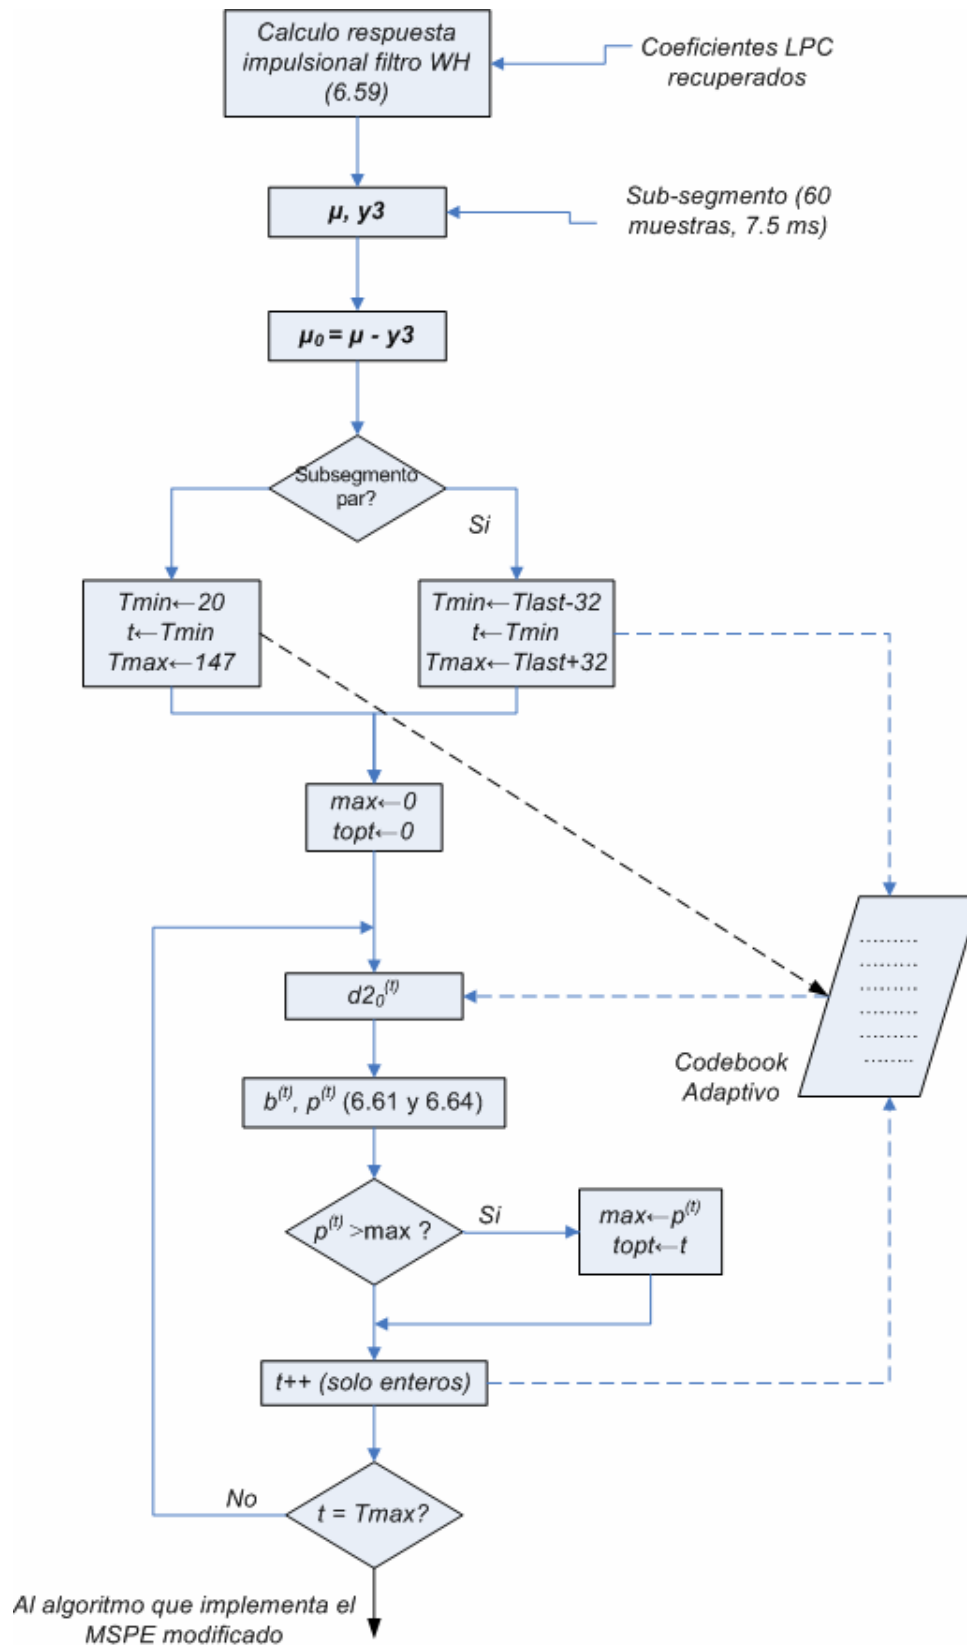 Calculo respuesta
impulsional filtro WH
(6.59)
Coeficientes LPC
recuperados
μ, y3
Sub-segmento (60
muestras, 7.5 ms)
μ₀ = μ - y3
Subsegmento
par?
Si
Tmin←20
t←Tmin
Tmax←147
Tmin←Tlast-32
t←Tmin
Tmax←Tlast+32
max←0
topt←0
d2₀⁽ᵗ⁾
..........
..........
..........
..........
..........
.........
Codebook
Adaptivo
b⁽ᵗ⁾, p⁽ᵗ⁾ (6.61 y 6.64)
p⁽ᵗ⁾ >max ?
Si
max←p⁽ᵗ⁾
topt←t
t++ (solo enteros)
No
t = Tmax?
Al algoritmo que implementa el
MSPE modificado